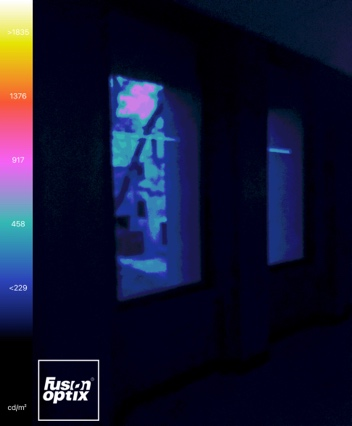 >1835
1376
917
458
<229
cd/m²
fusion
optix®